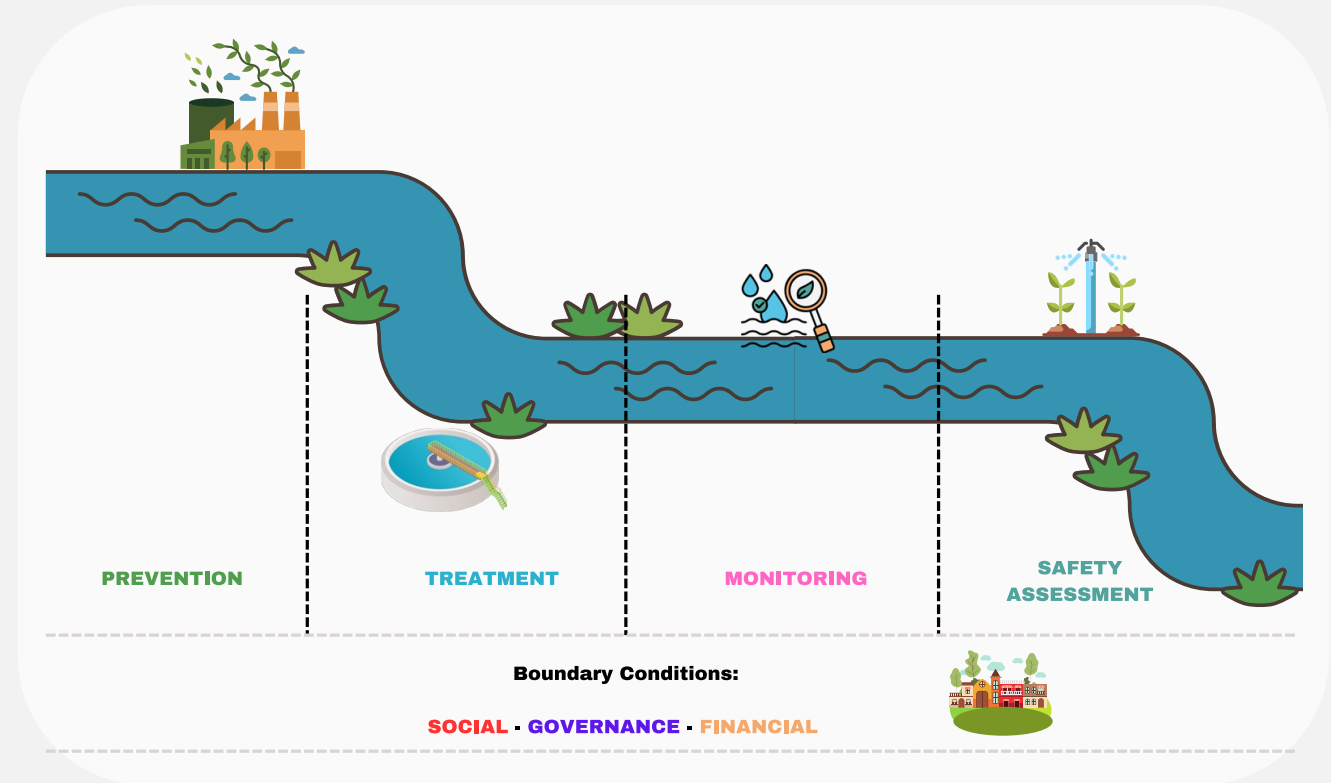 PREVENTION
TREATMENT
MONITORING
SAFETY
ASSESSMENT
Boundary Conditions:
SOCIAL - GOVERNANCE - FINANCIAL